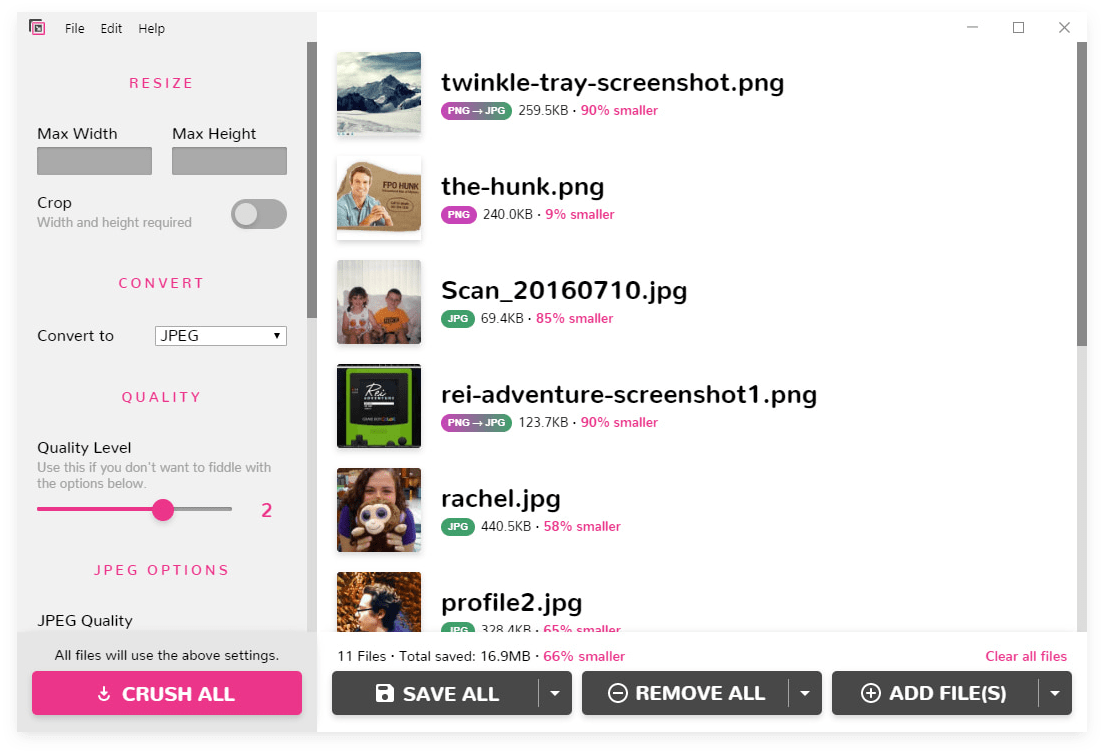 File Edit Help
RESIZE
Max Width Max Height
Crop
Width and height required
CONVERT
Convert to JPEG
QUALITY
Quality Level
Use this if you don't want to fiddle with
the options below.
2
JPEG OPTIONS
JPEG Quality
All files will use the above settings.
CRUSH ALL
twinkle-tray-screenshot.png
PNG→JPG 259.5KB · 90% smaller
FPO HUNK
the-hunk.png
PNG 240.0KB · 9% smaller
Scan_20160710.jpg
JPG 69.4KB · 85% smaller
Rei
ADVENTURE
rei-adventure-screenshot1.png
PNG→JPG 123.7KB · 90% smaller
rachel.jpg
JPG 440.5KB · 58% smaller
profile2.jpg
JPG 328.4KB · 65% smaller
11 Files · Total saved: 16.9MB · 66% smaller
Clear all files
SAVE ALL
REMOVE ALL
ADD FILE(S)